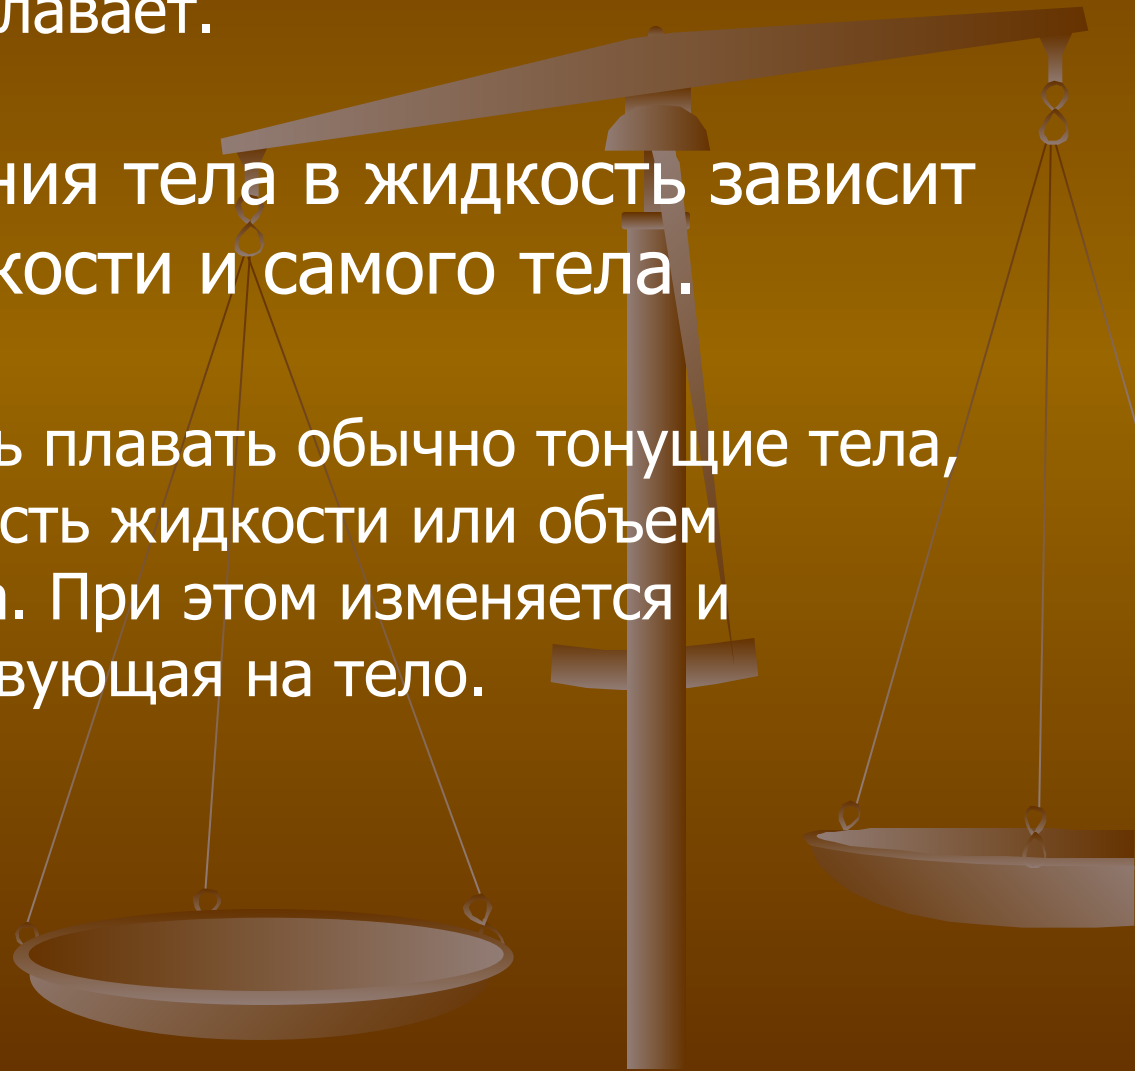 лавает.
ния тела в жидкость зависит
кости и самого тела.
ь плавать обычно тонущие тела,
сть жидкости или объем
а. При этом изменяется и
вующая на тело.